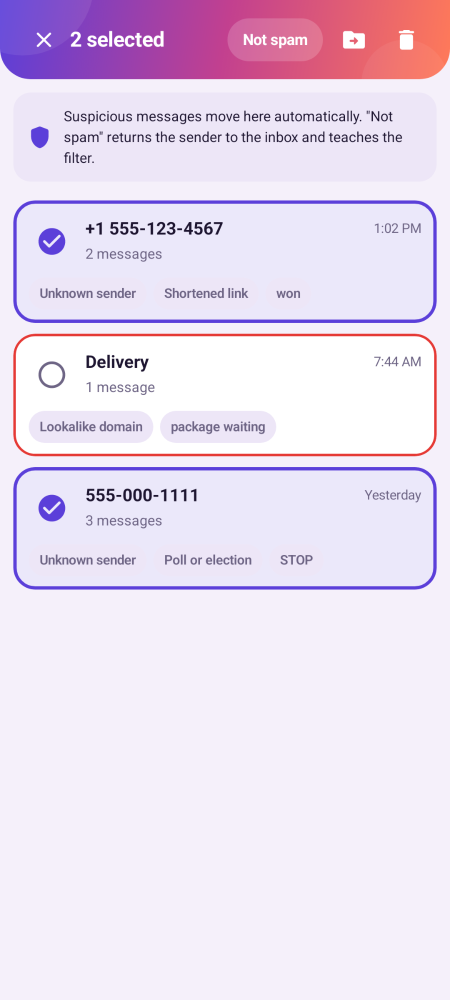 2 selected
Not spam
Suspicious messages move here automatically. "Not
spam" returns the sender to the inbox and teaches the
filter.
+1 555-123-4567
1:02 PM
2 messages
Unknown sender
Shortened link
won
Delivery
7:44 AM
1 message
Lookalike domain
package waiting
555-000-1111
Yesterday
3 messages
Unknown sender
Poll or election
STOP